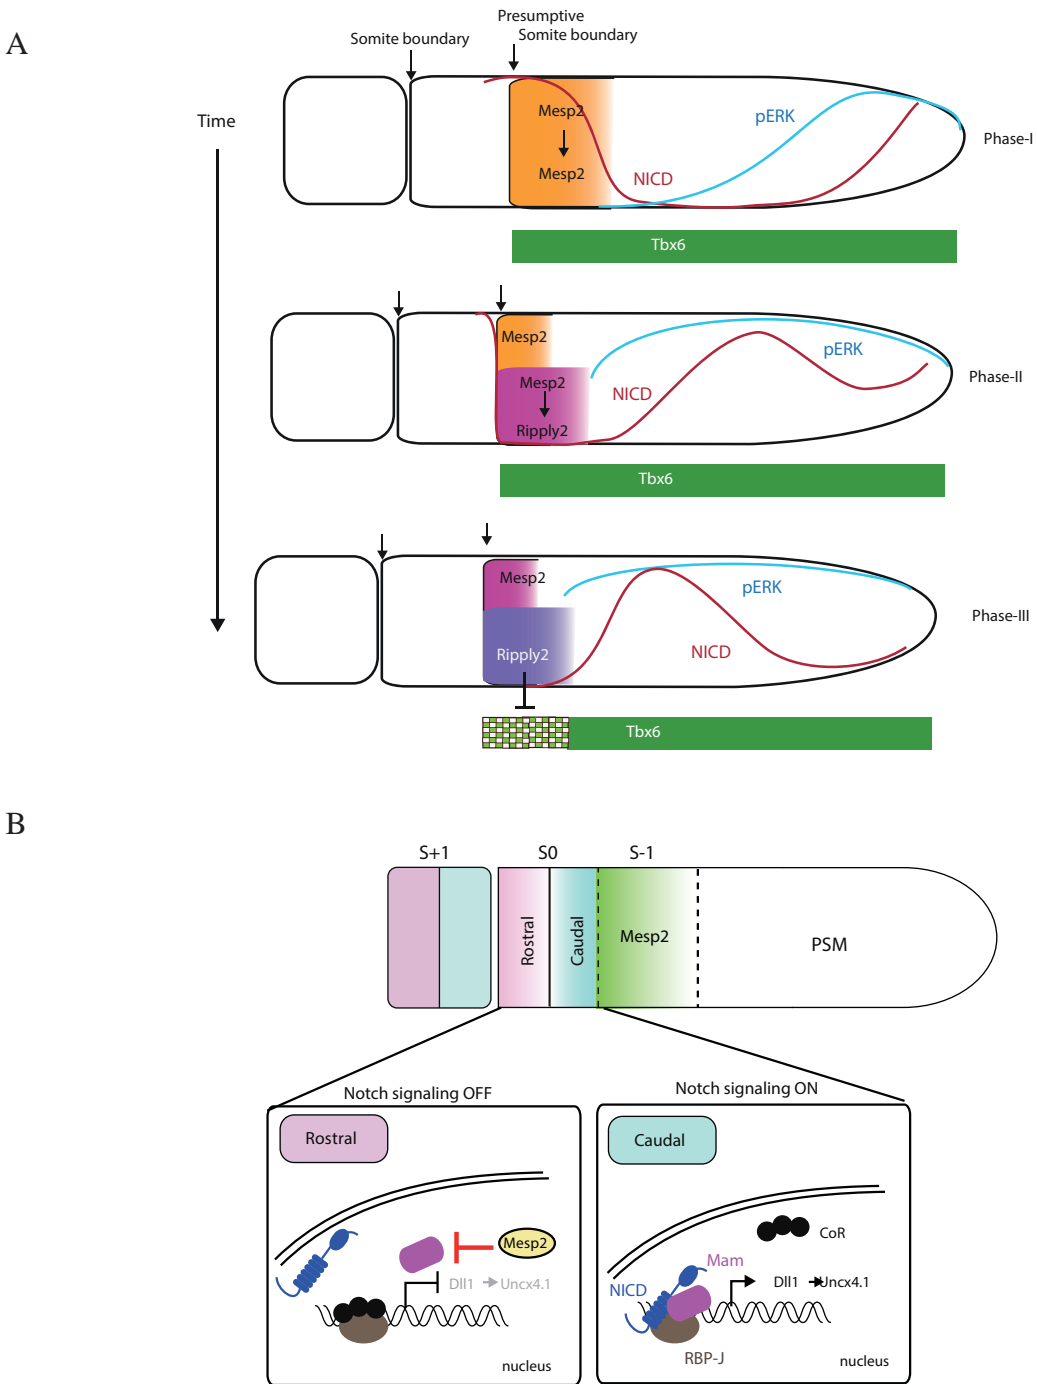 A
Presumptive
Somite boundary
Somite boundary
Time
Mesp2
Mesp2
pERK
NICD
Phase-I
Tbx6
Mesp2
Mesp2
Ripply2
NICD
pERK
Phase-II
Tbx6
Mesp2
Ripply2
pERK
NICD
Phase-III
Tbx6
B
S+1
S0
S-1
Rostral
Caudal
Mesp2
PSM
Notch signaling OFF
Notch signaling ON
Rostral
Mesp2
Dll1
Uncx4.1
nucleus
Caudal
CoR
Mam
NICD
Dll1
Uncx4.1
RBP-J
nucleus